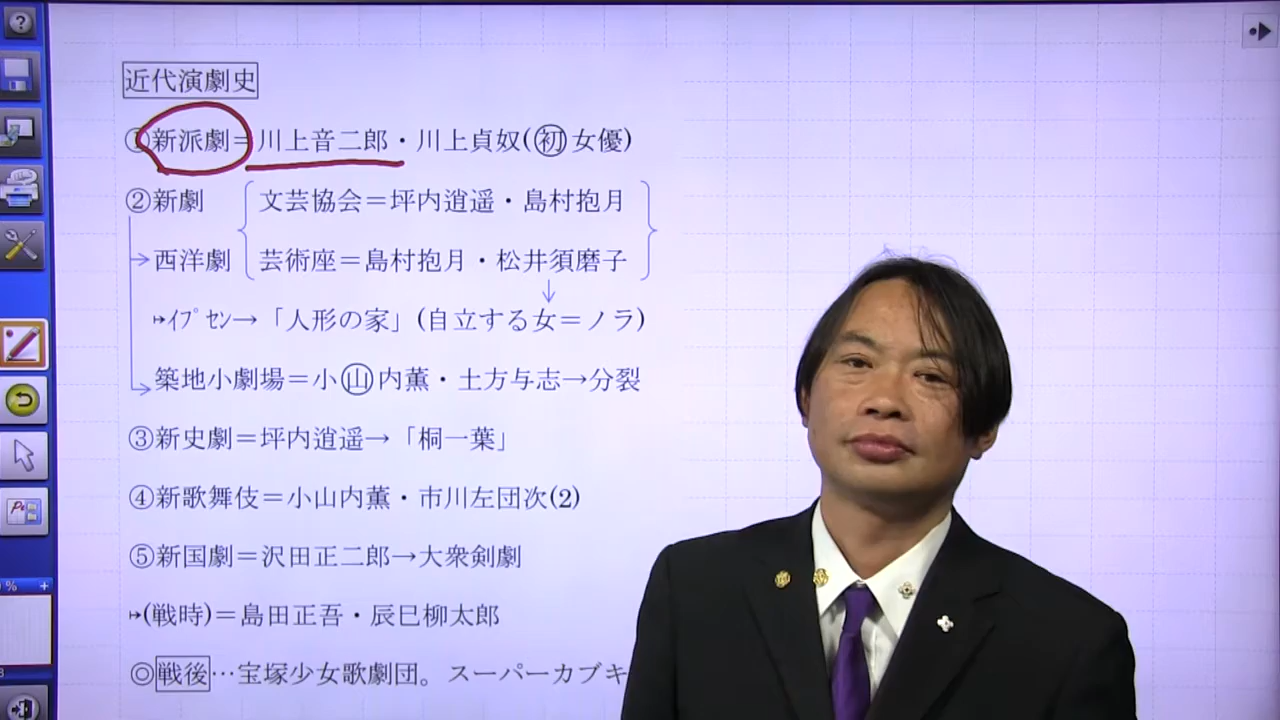 近代演劇史
①新派劇＝川上音二郎・川上貞奴(初女優)
②新劇 文芸協会＝坪内逍遥・島村抱月
→西洋劇 芸術座＝島村抱月・松井須磨子
↓
↦ｲﾌﾟｾﾝ→「人形の家」(自立する女＝ノラ)
→築地小劇場＝小山内薫・土方与志→分裂
③新史劇＝坪内逍遥→「桐一葉」
④新歌舞伎＝小山内薫・市川左団次(2)
⑤新国劇＝沢田正二郎→大衆剣劇
↦(戦時)＝島田正吾・辰巳柳太郎
◎戦後…宝塚少女歌劇団。スーパーカブキ